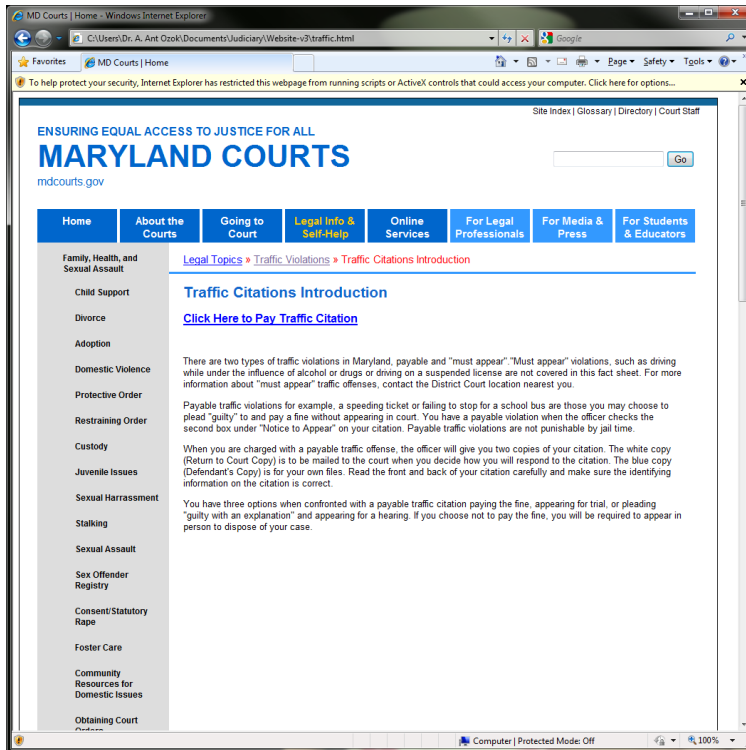 MD Courts | Home - Windows Internet Explorer
C:\Users\Dr. A. Ant Ozok\Documents\Judiciary\Website-v3\traffic.html
Google
Favorites
MD Courts | Home
Page
Safety
Tools
To help protect your security, Internet Explorer has restricted this webpage from running scripts or ActiveX controls that could access your computer. Click here for options...
Site Index | Glossary | Directory | Court Staff
ENSURING EQUAL ACCESS TO JUSTICE FOR ALL
MARYLAND COURTS
Go
mdcourts.gov
Home
About the
Courts
Going to
Court
Legal Info &
Self-Help
Online
Services
For Legal
Professionals
For Media &
Press
For Students
& Educators
Family, Health, and
Sexual Assault
Child Support
Divorce
Adoption
Domestic Violence
Protective Order
Restraining Order
Custody
Juvenile Issues
Sexual Harrassment
Stalking
Sexual Assault
Sex Offender
Registry
Consent/Statutory
Rape
Foster Care
Community
Resources for
Domestic Issues
Obtaining Court
Orders
Legal Topics » Traffic Violations » Traffic Citations Introduction
Traffic Citations Introduction
Click Here to Pay Traffic Citation
There are two types of traffic violations in Maryland, payable and "must appear"."Must appear" violations, such as driving
while under the influence of alcohol or drugs or driving on a suspended license are not covered in this fact sheet. For more
information about "must appear" traffic offenses, contact the District Court location nearest you.
Payable traffic violations for example, a speeding ticket or failing to stop for a school bus are those you may choose to
plead "guilty" to and pay a fine without appearing in court. You have a payable violation when the officer checks the
second box under "Notice to Appear" on your citation. Payable traffic violations are not punishable by jail time.
When you are charged with a payable traffic offense, the officer will give you two copies of your citation. The white copy
(Return to Court Copy) is to be mailed to the court when you decide how you will respond to the citation. The blue copy
(Defendant's Copy) is for your own files. Read the front and back of your citation carefully and make sure the identifying
information on the citation is correct.
You have three options when confronted with a payable traffic citation paying the fine, appearing for trial, or pleading
"guilty with an explanation" and appearing for a hearing. If you choose not to pay the fine, you will be required to appear in
person to dispose of your case.
Computer | Protected Mode: Off
100%